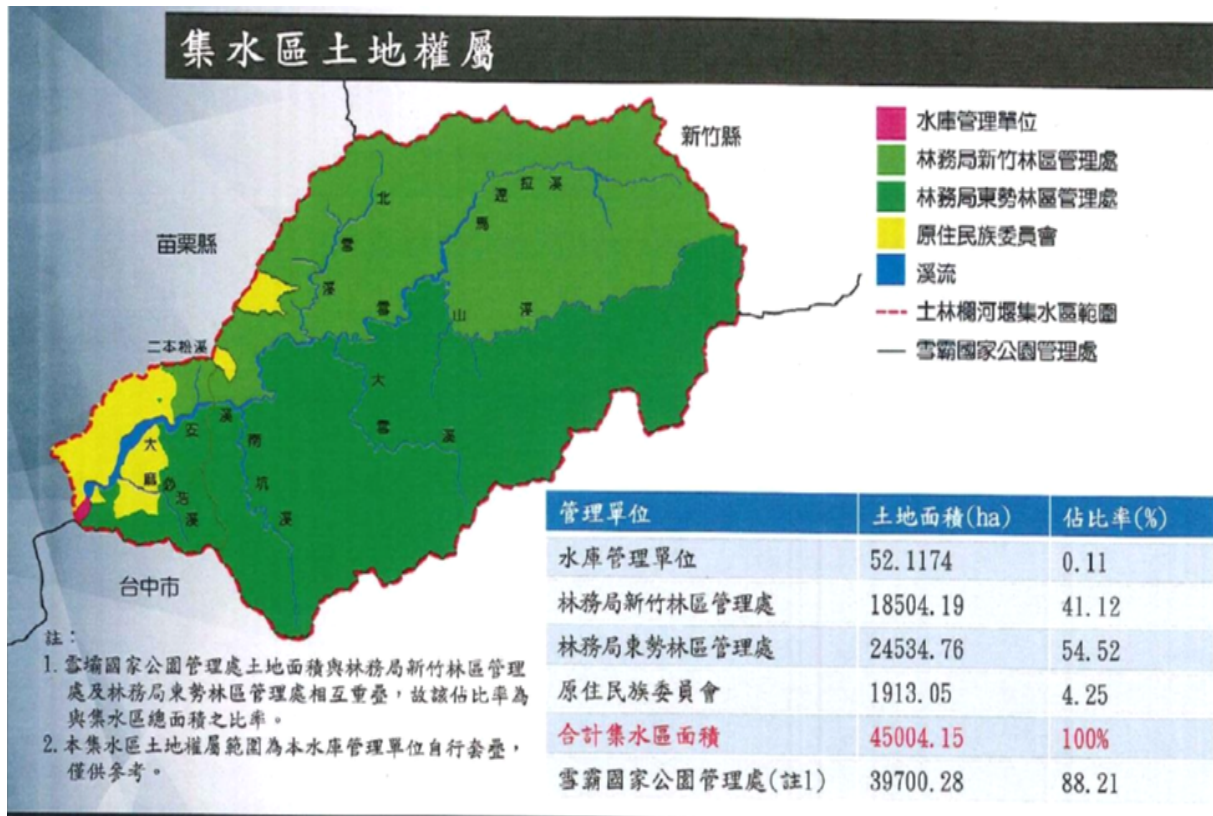 集水區土地權屬
新竹縣
苗栗縣
台中市
二本松溪
北
雪
溪
馬
達
拉
溪
雪
山
溪
大
雪
溪
大
安
溪
南
坑
溪
麻
必
浩
溪
水庫管理單位
林務局新竹林區管理處
林務局東勢林區管理處
原住民族委員會
溪流
土林攔河堰集水區範圍
雪霸國家公園管理處
管理單位 土地面積(ha) 佔比率(%)
水庫管理單位 52.1174 0.11
林務局新竹林區管理處 18504.19 41.12
林務局東勢林區管理處 24534.76 54.52
原住民族委員會 1913.05 4.25
合計集水區面積 45004.15 100%
雪霸國家公園管理處(註1) 39700.28 88.21
註：
1. 雪壩國家公園管理處土地面積與林務局新竹林區管理
處及林務局東勢林區管理處相互重疊，故該佔比率為
與集水區總面積之比率。
2. 本集水區土地權屬範圍為本水庫管理單位自行套疊，
僅供參考。